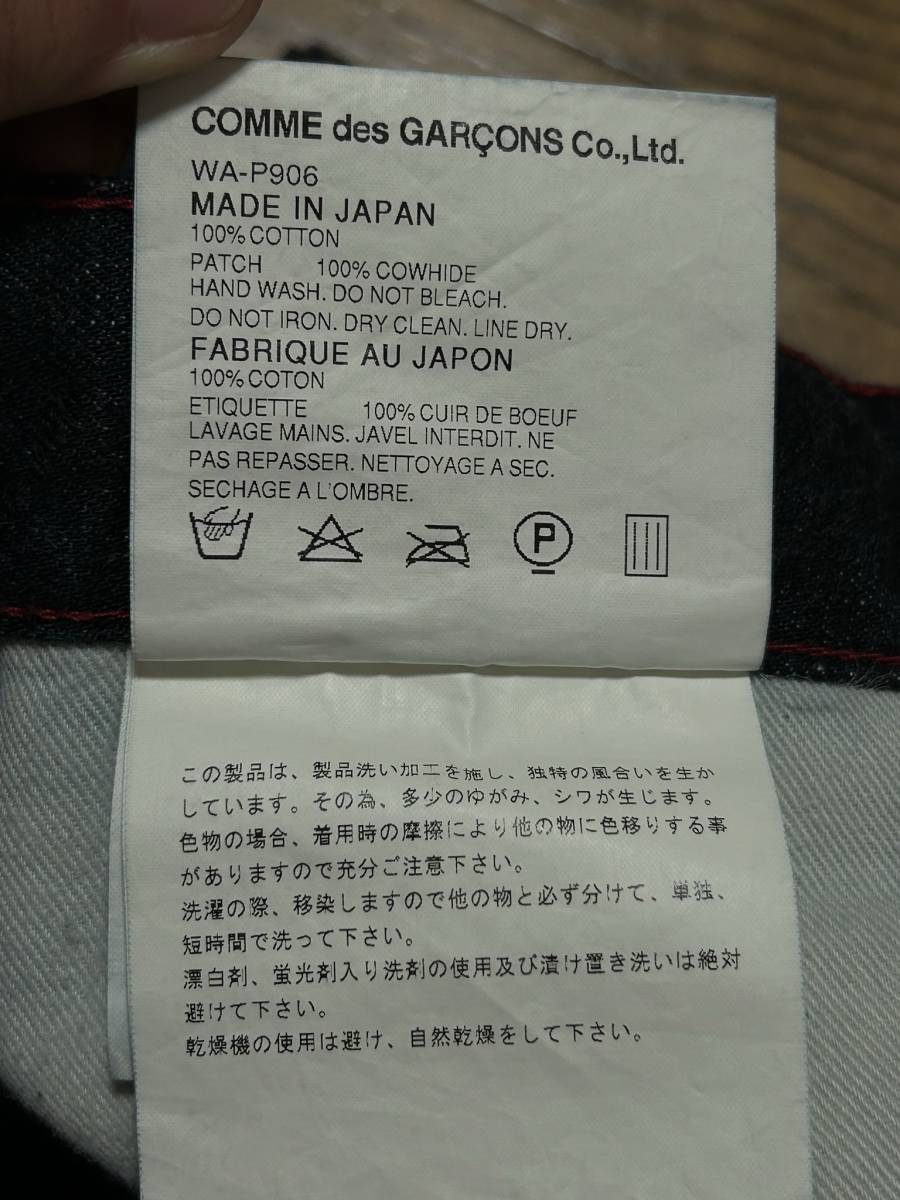 COMME des GARÇONS Co.,Ltd.
WA-P906
MADE IN JAPAN
100% COTTON
PATCH 100% COWHIDE
HAND WASH. DO NOT BLEACH.
DO NOT IRON. DRY CLEAN. LINE DRY.
FABRIQUE AU JAPON
100% COTON
ETIQUETTE 100% CUIR DE BOEUF
LAVAGE MAINS. JAVEL INTERDIT. NE
PAS REPASSER. NETTOYAGE A SEC.
SECHAGE A L'OMBRE.
P
この製品は、製品洗い加工を施し、独特の風合いを生か
しています。その為、多少のゆがみ、シワが生じます。
色物の場合、着用時の摩擦により他の物に色移りする事
がありますので充分ご注意下さい。
洗濯の際、移染しますので他の物と必ず分けて、単独、
短時間で洗って下さい。
漂白剤、蛍光剤入り洗剤の使用及び漬け置き洗いは絶対
避けて下さい。
乾燥機の使用は避け、自然乾燥をして下さい。